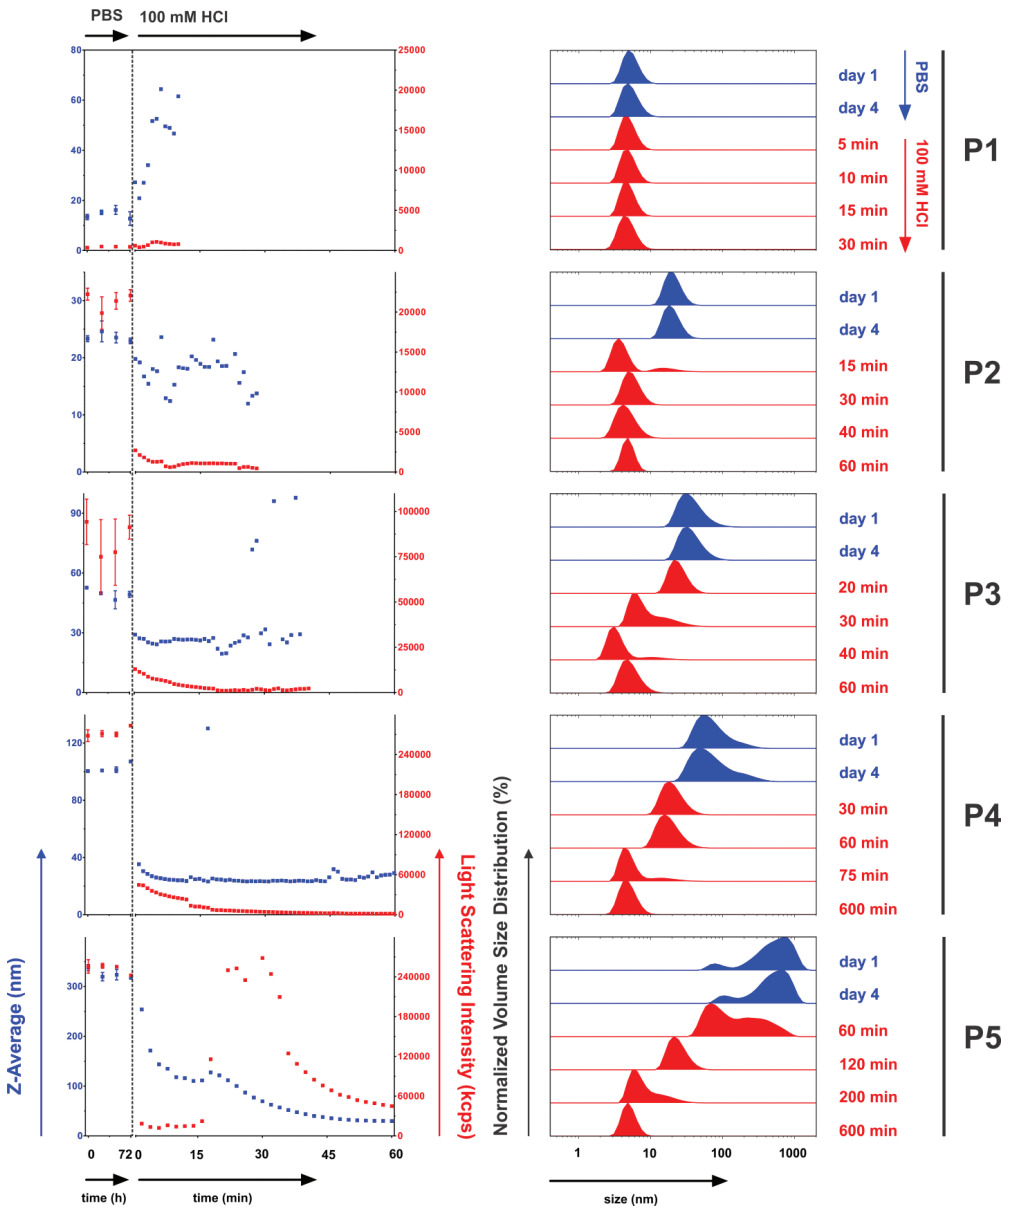 PBS 100 mM HCl
80
60
40
20
0
25000
20000
15000
10000
5000
0
day 1
day 4
5 min
10 min
15 min
30 min
PBS
100 mM HCl
P1
30
20
10
0
20000
15000
10000
5000
0
day 1
day 4
15 min
30 min
40 min
60 min
P2
90
60
30
0
100000
75000
50000
25000
0
day 1
day 4
20 min
30 min
40 min
60 min
P3
120
80
40
0
240000
180000
120000
60000
0
day 1
day 4
30 min
60 min
75 min
600 min
P4
300
200
100
0
240000
180000
120000
60000
0
day 1
day 4
60 min
120 min
200 min
600 min
P5
Z-Average (nm)
Light Scattering Intensity (kcps)
Normalized Volume Size Distribution (%)
0 72 0 15 30 45 60
time (h) time (min)
1 10 100 1000
size (nm)